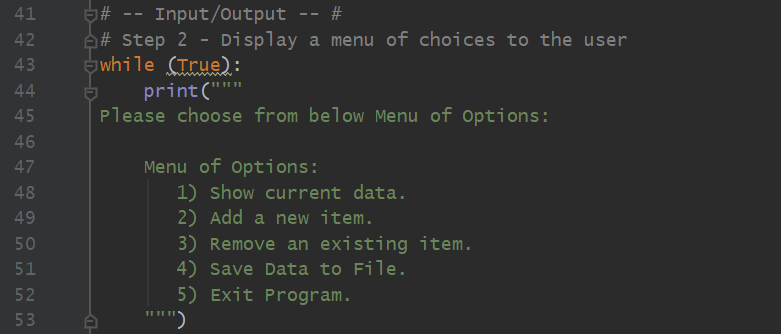 41 # -- Input/Output -- #
42 # Step 2 - Display a menu of choices to the user
43 while (True):
44     print("""
45 Please choose from below Menu of Options:
46
47     Menu of Options:
48        1) Show current data.
49        2) Add a new item.
50        3) Remove an existing item.
51        4) Save Data to File.
52        5) Exit Program.
53     """)